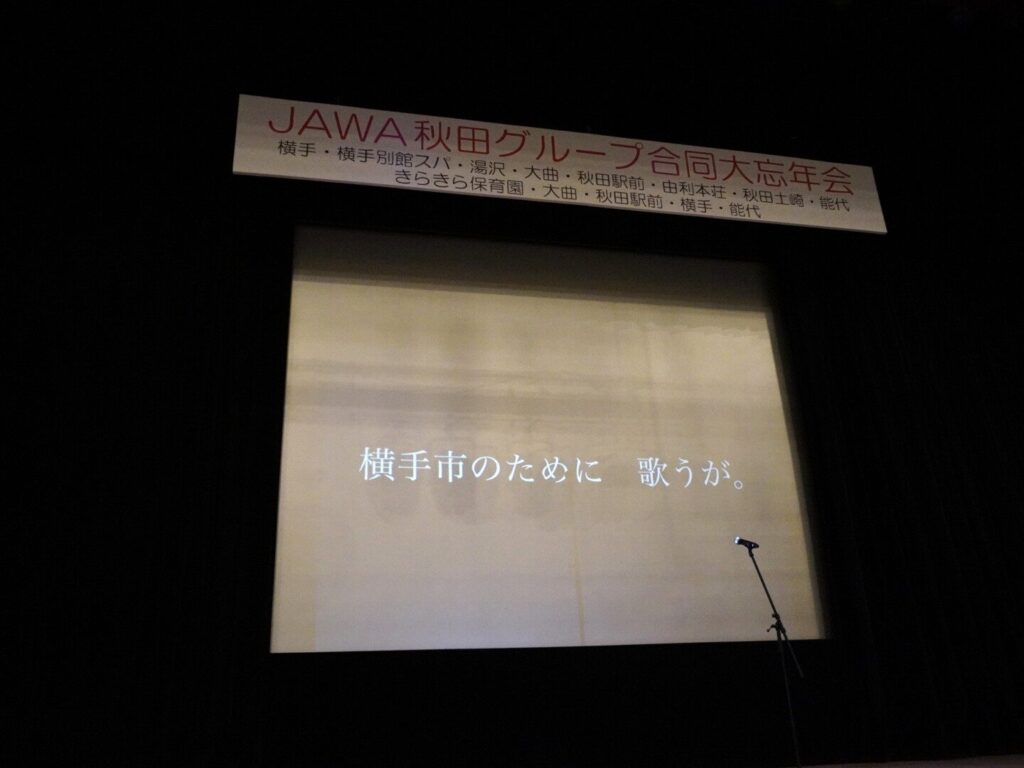 JAWA秋田グループ合同大忘年会
横手・横手別館スパ・湯沢・大曲・秋田駅前・由利本荘・秋田土崎・能代
きらきら保育園・大曲・秋田駅前・横手・能代
横手市のために　歌うが。